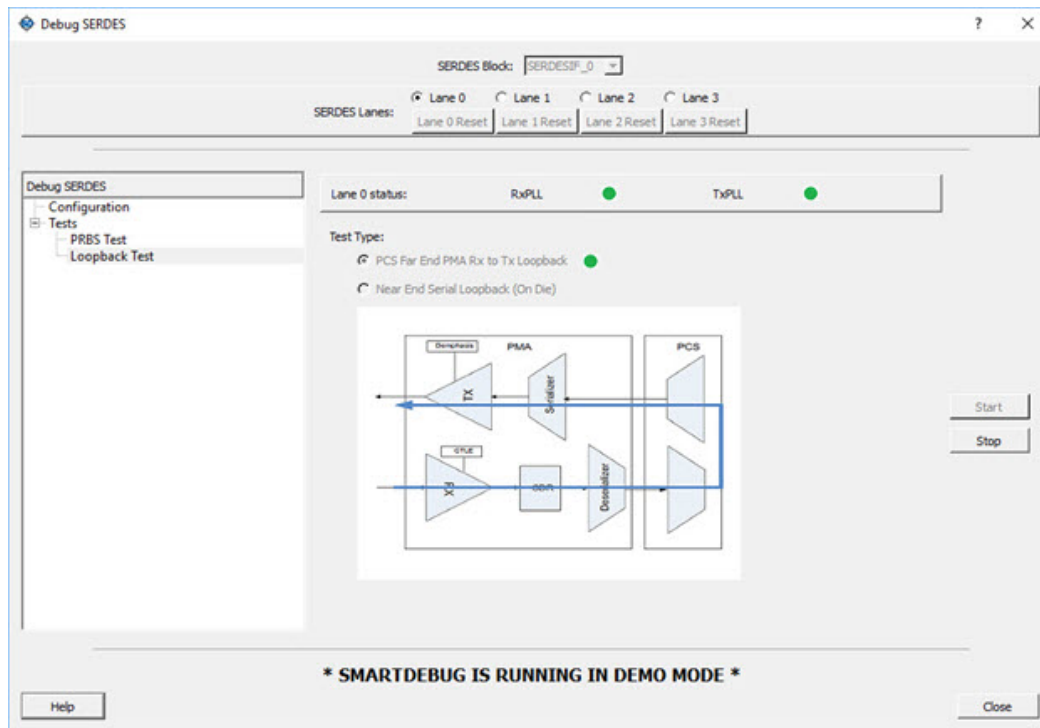 Debug SERDES
? X
SERDES Block: SERDESIF_0
SERDES Lanes: Lane 0 Lane 1 Lane 2 Lane 3
Lane 0 Reset Lane 1 Reset Lane 2 Reset Lane 3 Reset
Debug SERDES
Configuration
Tests
PRBS Test
Loopback Test
Lane 0 status: RxPLL TxPLL
Test Type:
PCS Far End PMA Rx to Tx Loopback
Near End Serial Loopback (On Die)
PMA PCS
TX
Serializer
CTLE
RX
Deserializer
Start
Stop
* SMARTDEBUG IS RUNNING IN DEMO MODE *
Help
Close